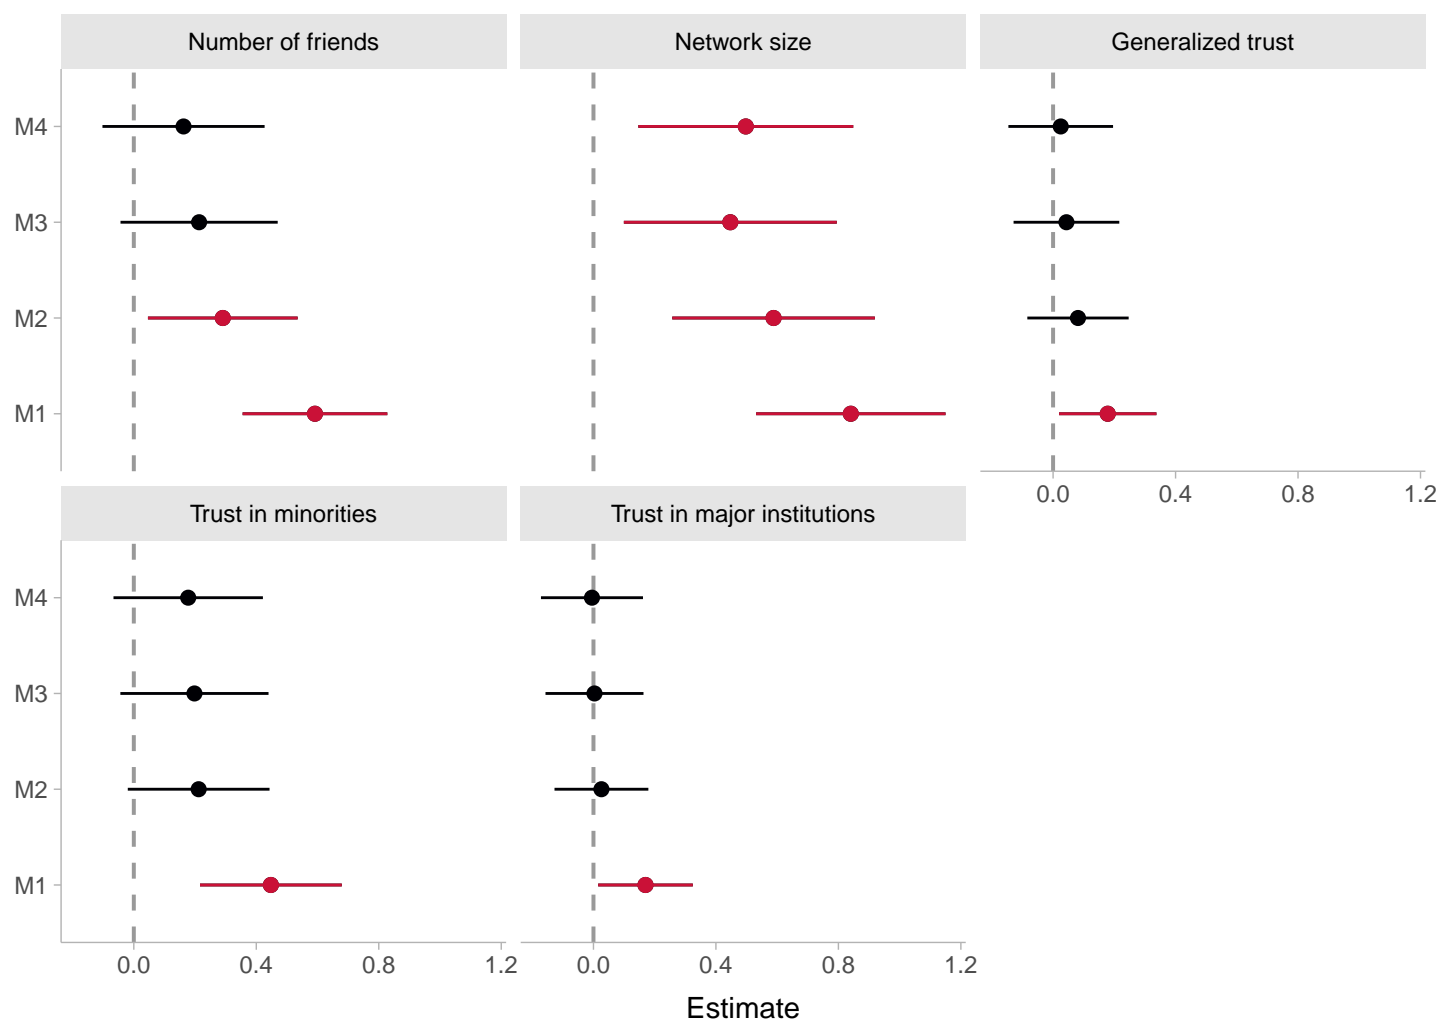 Number of friends
Network size
Generalized trust
M4
M3
M2
M1
0.0 0.4 0.8 1.2
Trust in minorities
Trust in major institutions
M4
M3
M2
M1
0.0 0.4 0.8 1.2
0.0 0.4 0.8 1.2
Estimate